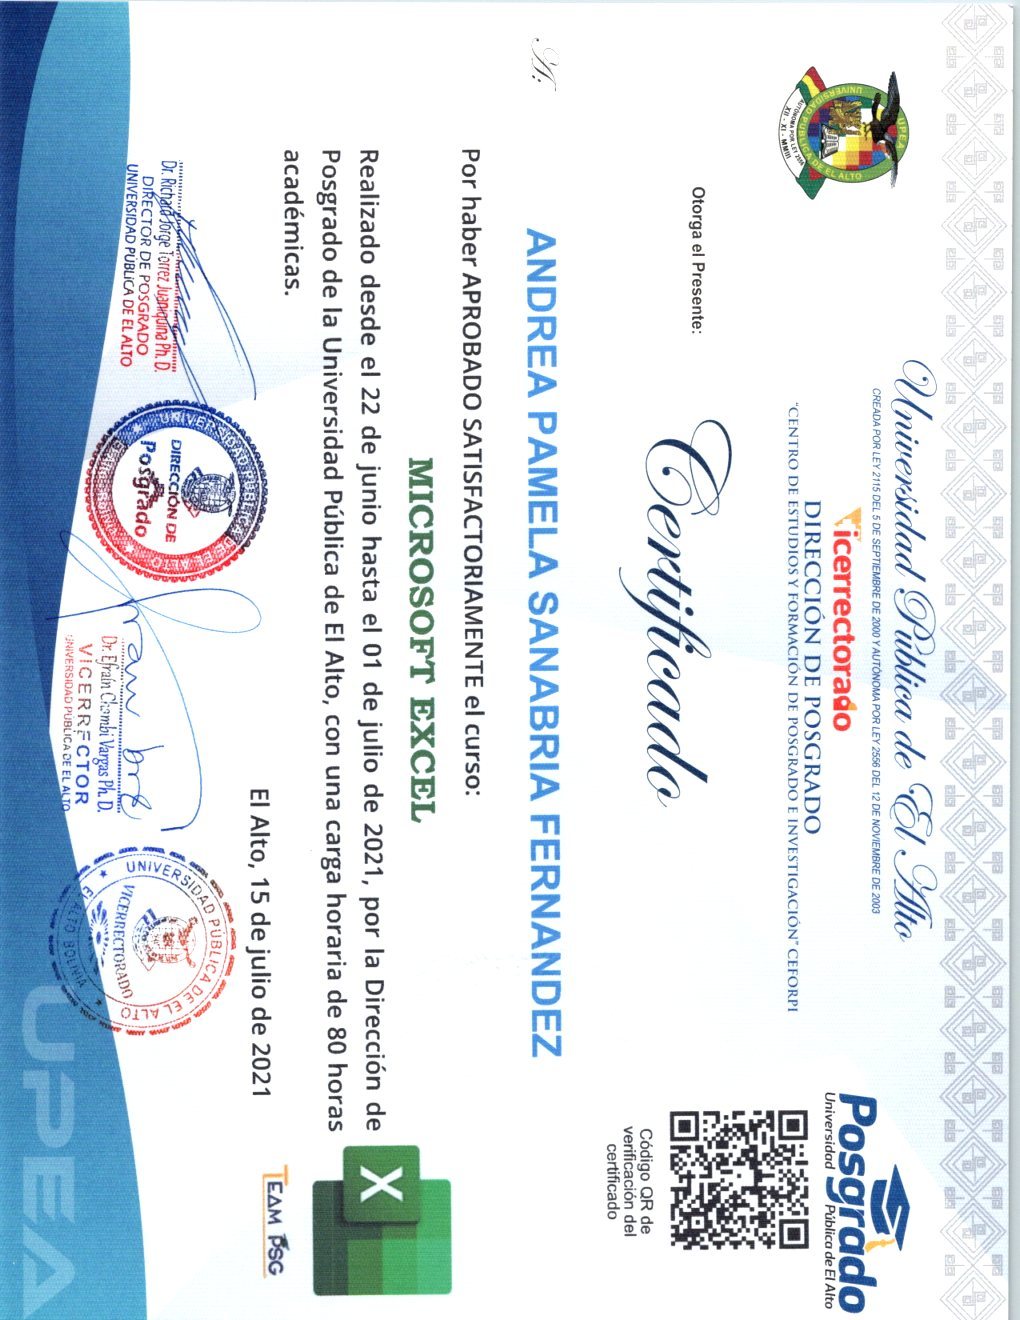 Universidad Pública de El Alto
CREADA POR LEY 2115 DEL 5 DE SEPTIEMBRE DE 2000 Y AUTÓNOMA POR LEY 2556 DEL 12 DE NOVIEMBRE DE 2003
Vicerrectorado
DIRECCIÓN DE POSGRADO
"CENTRO DE ESTUDIOS Y FORMACIÓN DE POSGRADO E INVESTIGACIÓN" CEFORPI
UPEA
UNIVERSIDAD PÚBLICA DE EL ALTO
AUTÓNOMA POR LEY 2556
XII - XI - MMIII
Posgrado
Universidad Pública de El Alto
Otorga el Presente:
Certificado
Código QR de
verificación del
certificado
A:
ANDREA PAMELA SANABRIA FERNANDEZ
Por haber APROBADO SATISFACTORIAMENTE el curso:
MICROSOFT EXCEL
Realizado desde el 22 de junio hasta el 01 de julio de 2021, por la Dirección de
Posgrado de la Universidad Pública de El Alto, con una carga horaria de 80 horas
académicas.
X
El Alto, 15 de julio de 2021
TEAM PSG
Dr. Richard Jorge Torrez Juaniquina Ph. D.
DIRECTOR DE POSGRADO
UNIVERSIDAD PÚBLICA DE EL ALTO
DIRECCIÓN DE
Posgrado
Dr. Efraín Chambi Vargas Ph. D.
VICERRECTOR
UNIVERSIDAD PÚBLICA DE EL ALTO
UNIVERSIDAD PÚBLICA DE EL ALTO
VICERRECTORADO
EL ALTO BOLIVIA
UPEA